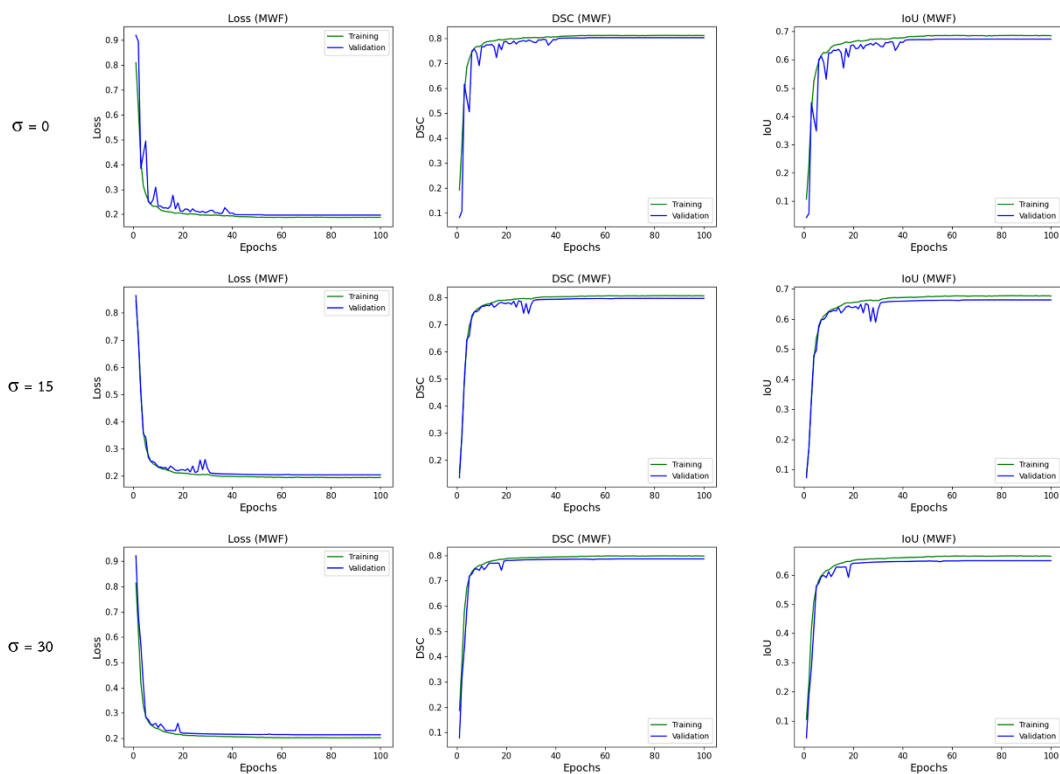 Loss (MWF)
DSC (MWF)
IoU (MWF)
σ = 0
Loss
0.9
0.8
0.7
0.6
0.5
0.4
0.3
0.2
0 20 40 60 80 100
Epochs
Training
Validation
DSC
0.8
0.7
0.6
0.5
0.4
0.3
0.2
0.1
0 20 40 60 80 100
Epochs
Training
Validation
IoU
0.7
0.6
0.5
0.4
0.3
0.2
0.1
0 20 40 60 80 100
Epochs
Training
Validation
Loss (MWF)
DSC (MWF)
IoU (MWF)
σ = 15
Loss
0.8
0.7
0.6
0.5
0.4
0.3
0.2
0 20 40 60 80 100
Epochs
Training
Validation
DSC
0.8
0.7
0.6
0.5
0.4
0.3
0.2
0 20 40 60 80 100
Epochs
Training
Validation
IoU
0.7
0.6
0.5
0.4
0.3
0.2
0.1
0 20 40 60 80 100
Epochs
Training
Validation
Loss (MWF)
DSC (MWF)
IoU (MWF)
σ = 30
Loss
0.9
0.8
0.7
0.6
0.5
0.4
0.3
0.2
0 20 40 60 80 100
Epochs
Training
Validation
DSC
0.8
0.7
0.6
0.5
0.4
0.3
0.2
0.1
0 20 40 60 80 100
Epochs
Training
Validation
IoU
0.6
0.5
0.4
0.3
0.2
0.1
0 20 40 60 80 100
Epochs
Training
Validation